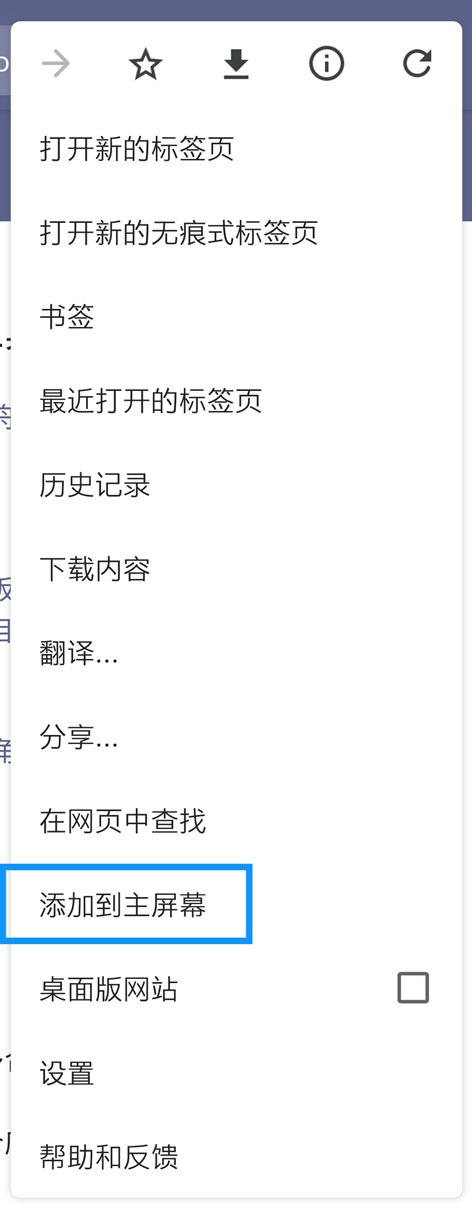 打开新的标签页
打开新的无痕式标签页
书签
最近打开的标签页
历史记录
下载内容
翻译...
分享...
在网页中查找
添加到主屏幕
桌面版网站
设置
帮助和反馈